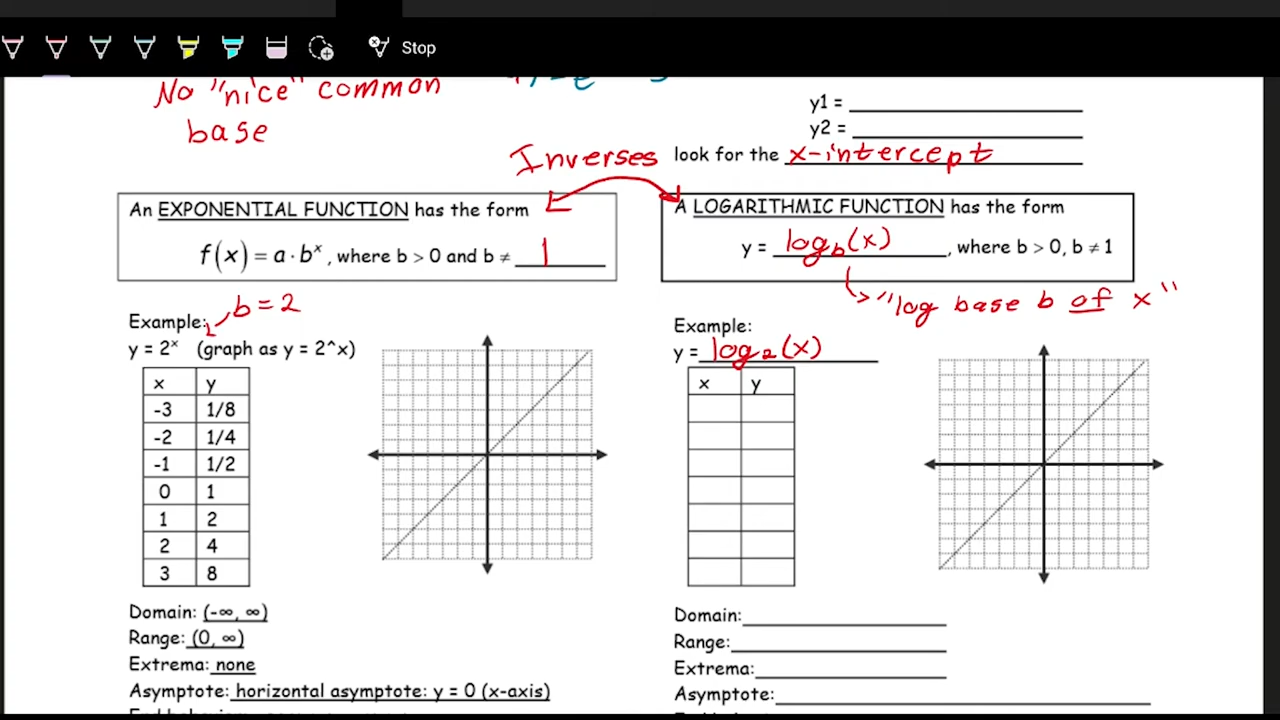 Stop
No "nice" common
base
y1 = 
y2 = 
Inverses
look for the x-intercept
An EXPONENTIAL FUNCTION has the form
f(x) = a · bˣ, where b > 0 and b ≠ 1
A LOGARITHMIC FUNCTION has the form
y = log_b(x), where b > 0, b ≠ 1
"log base b of x"
b = 2
Example:
y = 2ˣ (graph as y = 2^x)
x y
-3 1/8
-2 1/4
-1 1/2
0 1
1 2
2 4
3 8
Domain: (-∞, ∞)
Range: (0, ∞)
Extrema: none
Asymptote: horizontal asymptote: y = 0 (x-axis)
Example:
y = log₂(x)
x y
Domain:
Range:
Extrema:
Asymptote: